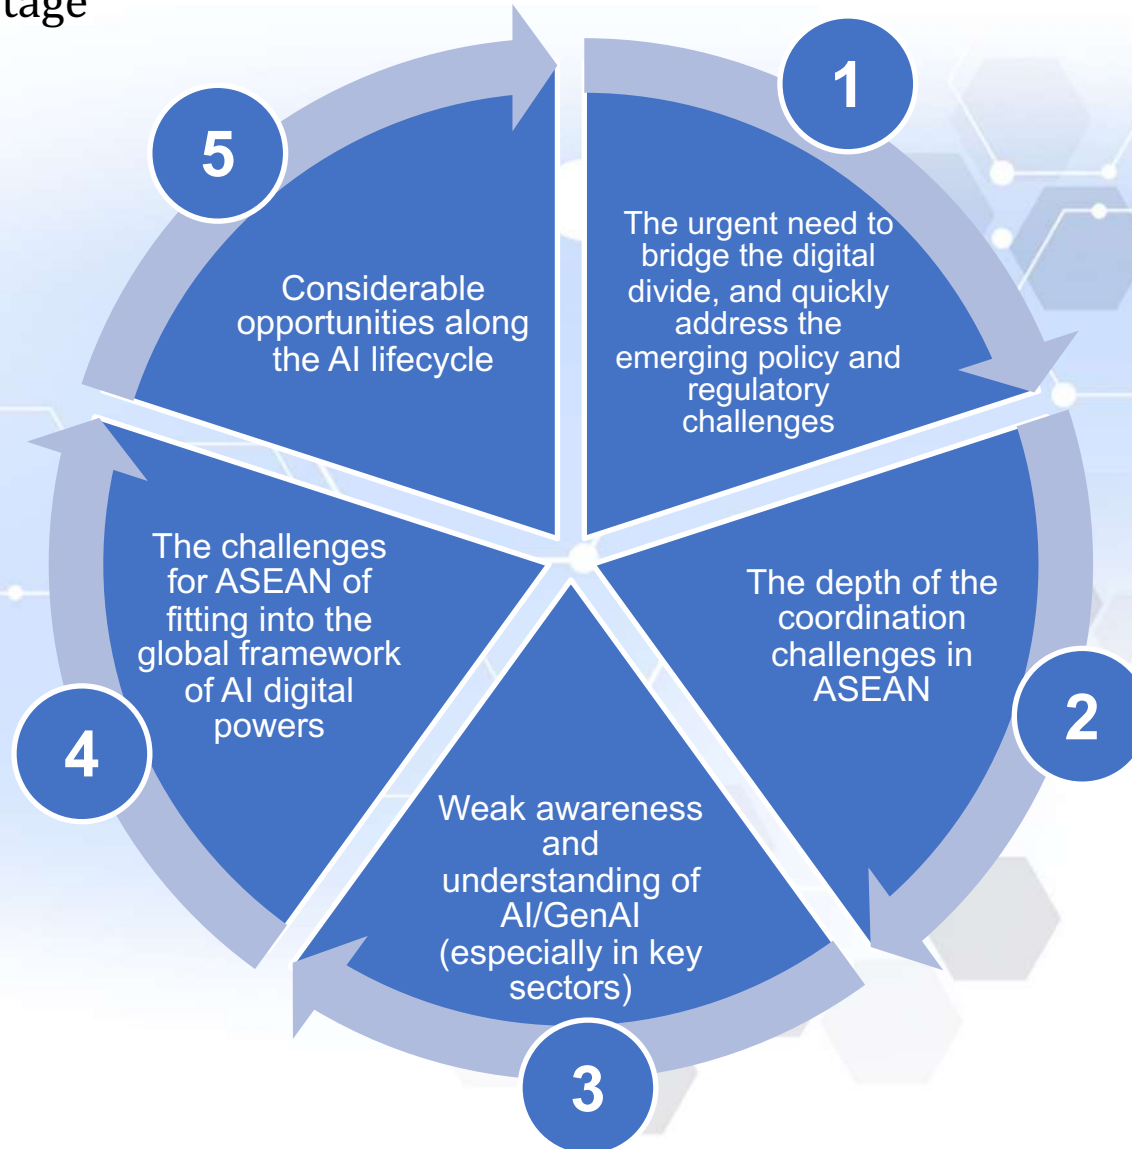 tage
1
The urgent need to
bridge the digital
divide, and quickly
address the
emerging policy and
regulatory
challenges
2
The depth of the
coordination
challenges in
ASEAN
3
Weak awareness
and
understanding of
AI/GenAI
(especially in key
sectors)
4
The challenges
for ASEAN of
fitting into the
global framework
of AI digital
powers
5
Considerable
opportunities along
the AI lifecycle